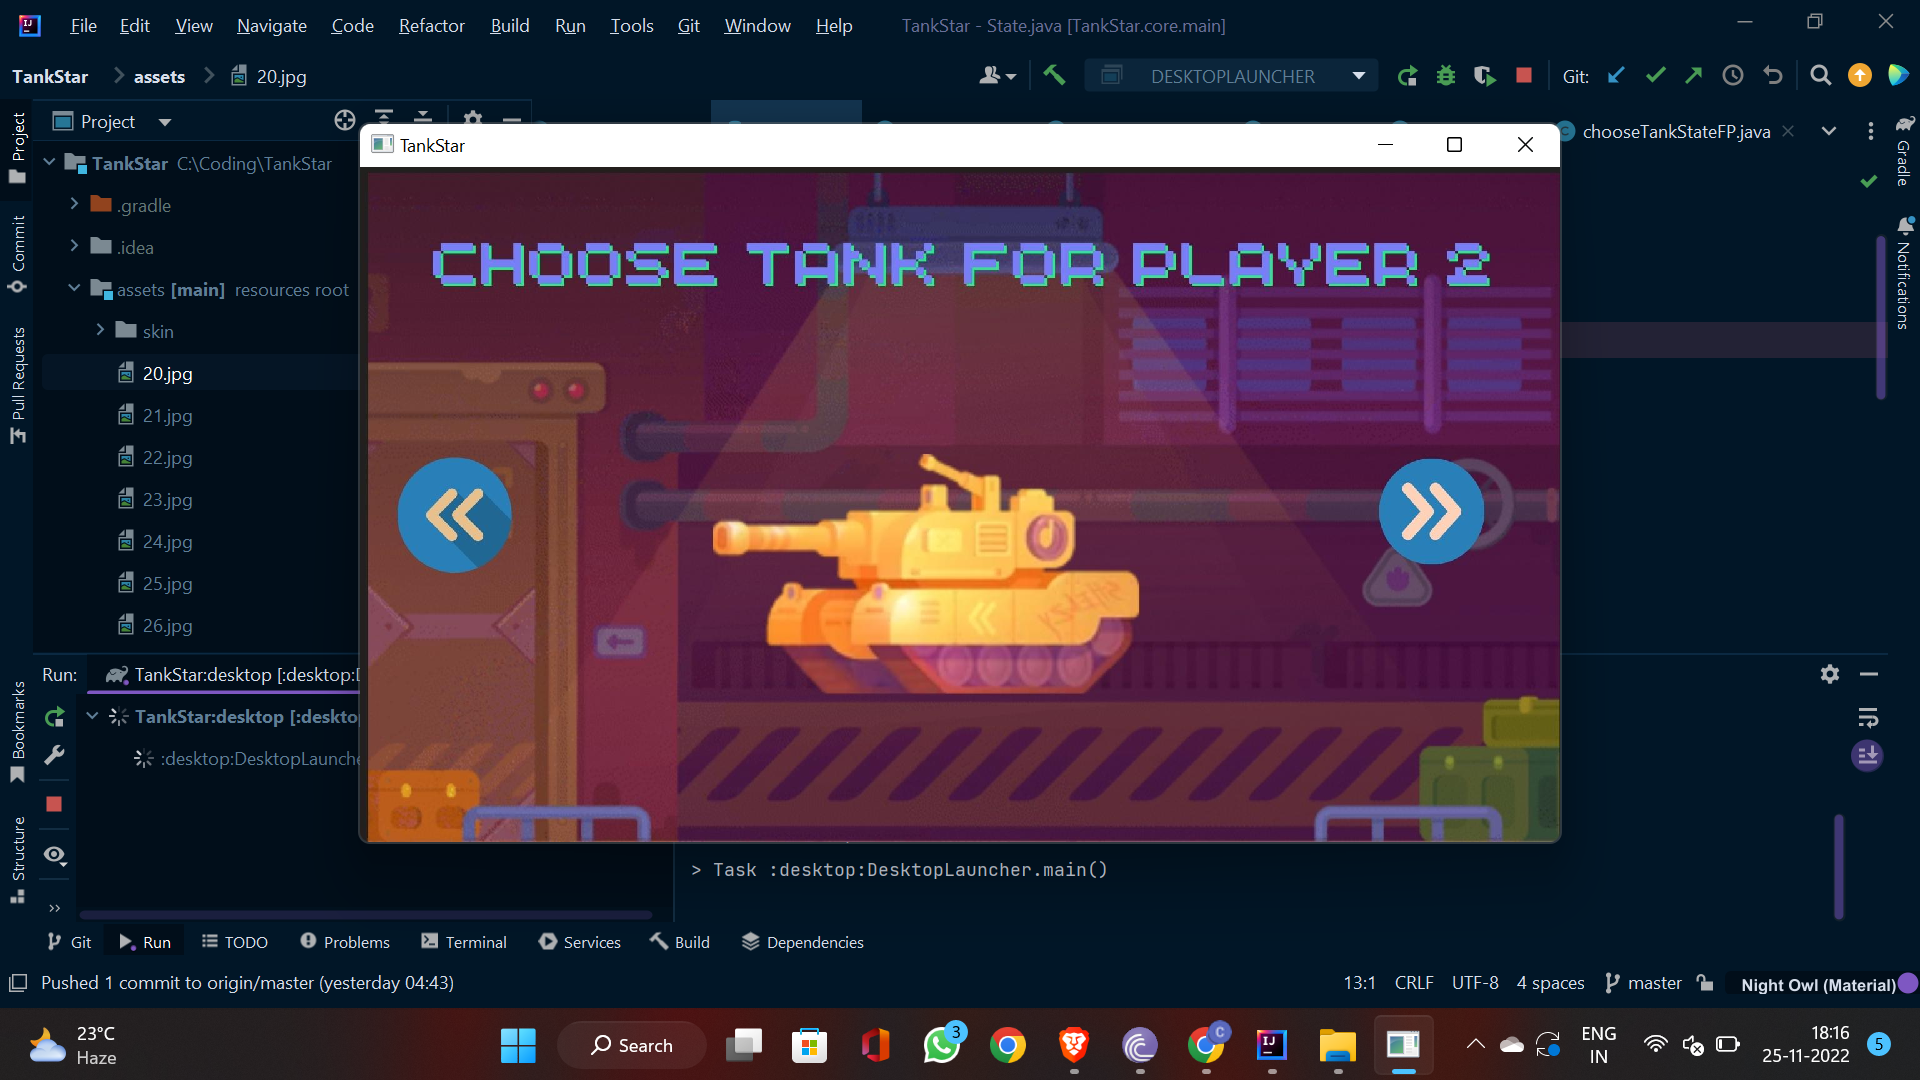 File Edit View Navigate Code Refactor Build Run Tools Git Window Help TankStar - State.java [TankStar.core.main]
TankStar assets 20.jpg DESKTOPLAUNCHER Git:
Project
chooseTankStateFP.java
TankStar
TankStar C:\Coding\TankStar
.gradle
.idea
assets [main] resources root
skin
20.jpg
21.jpg
22.jpg
23.jpg
24.jpg
25.jpg
26.jpg
Project
Commit
Pull Requests
Bookmarks
Structure
Gradle
Notifications
CHOOSE TANK FOR PLAYER 2
Run: TankStar:desktop [:desktop:
TankStar:desktop [:deskto
:desktop:DesktopLaunche
> Task :desktop:DesktopLauncher.main()
Git Run TODO Problems Terminal Services Build Dependencies
Pushed 1 commit to origin/master (yesterday 04:43) 13:1 CRLF UTF-8 4 spaces master Night Owl (Material)
23°C
Haze
Search
3
C
ENG
IN
18:16
25-11-2022
5